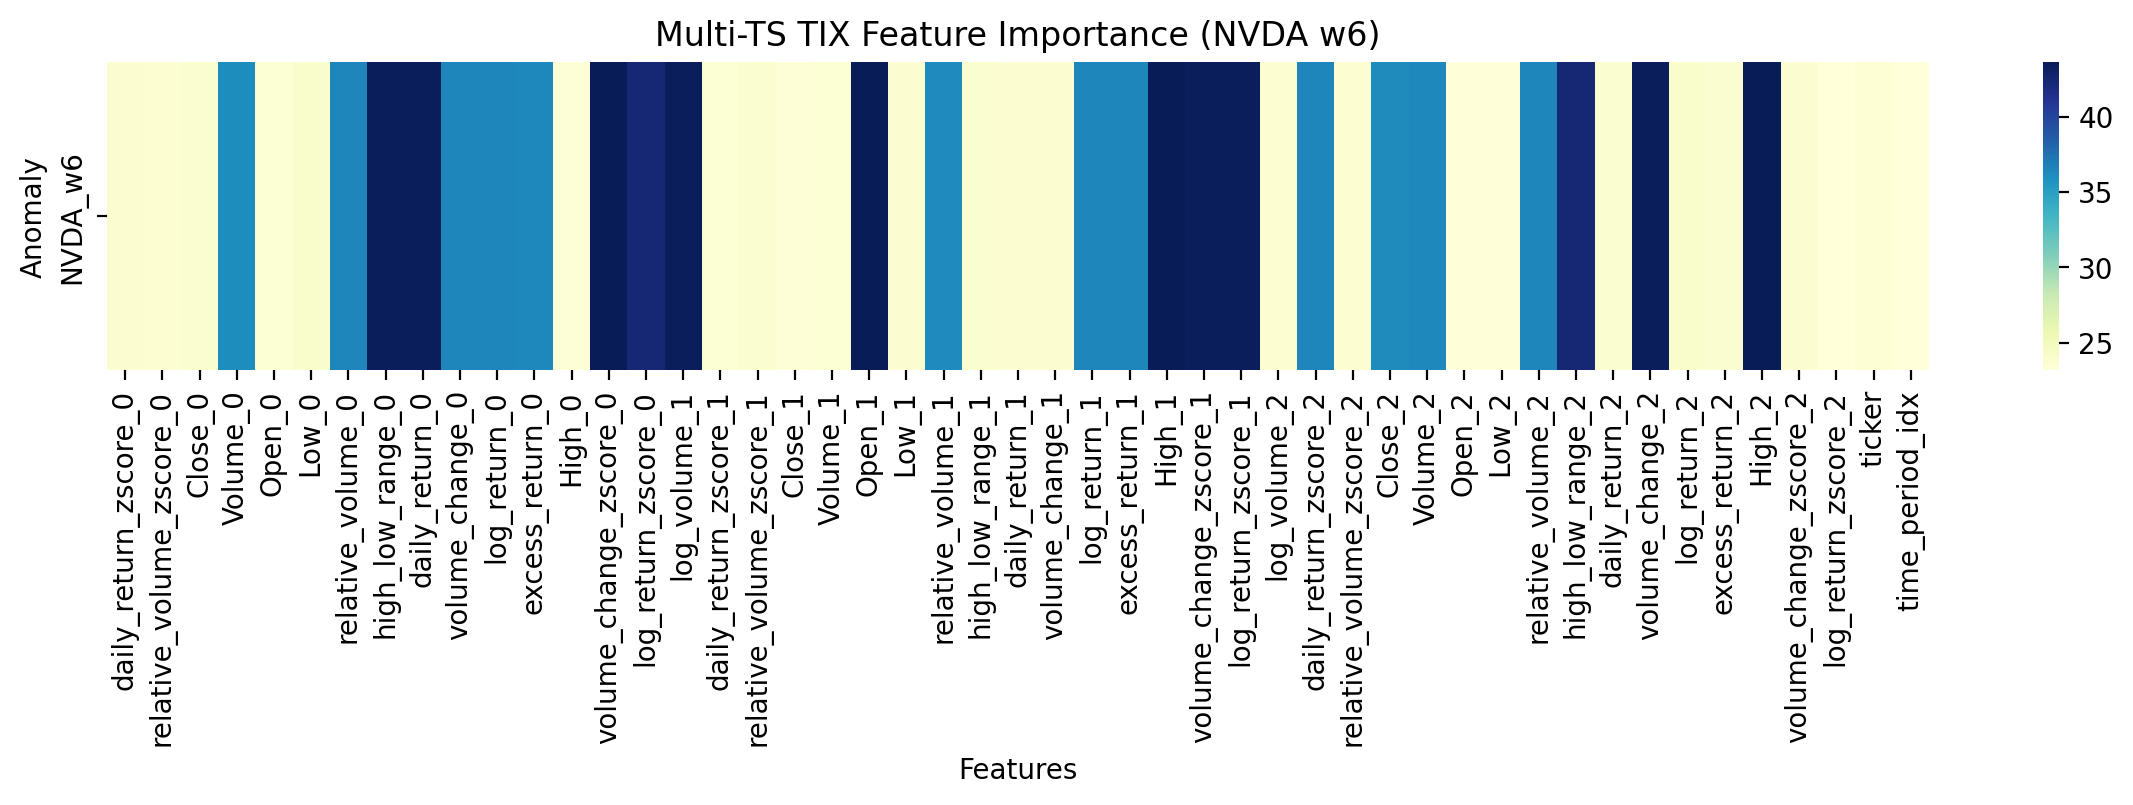 Multi-TS TIX Feature Importance (NVDA w6)
Anomaly
NVDA_w6
40
35
30
25
daily_return_zscore_0
relative_volume_zscore_0
Close_0
Volume_0
Open_0
Low_0
relative_volume_0
high_low_range_0
daily_return_0
volume_change_0
log_return_0
excess_return_0
High_0
volume_change_zscore_0
log_return_zscore_0
log_volume_1
daily_return_zscore_1
relative_volume_zscore_1
Close_1
Volume_1
Open_1
Low_1
relative_volume_1
high_low_range_1
daily_return_1
volume_change_1
log_return_1
excess_return_1
High_1
volume_change_zscore_1
log_return_zscore_1
log_volume_2
daily_return_zscore_2
relative_volume_zscore_2
Close_2
Volume_2
Open_2
Low_2
relative_volume_2
high_low_range_2
daily_return_2
volume_change_2
log_return_2
excess_return_2
High_2
volume_change_zscore_2
log_return_zscore_2
ticker
time_period_idx
Features